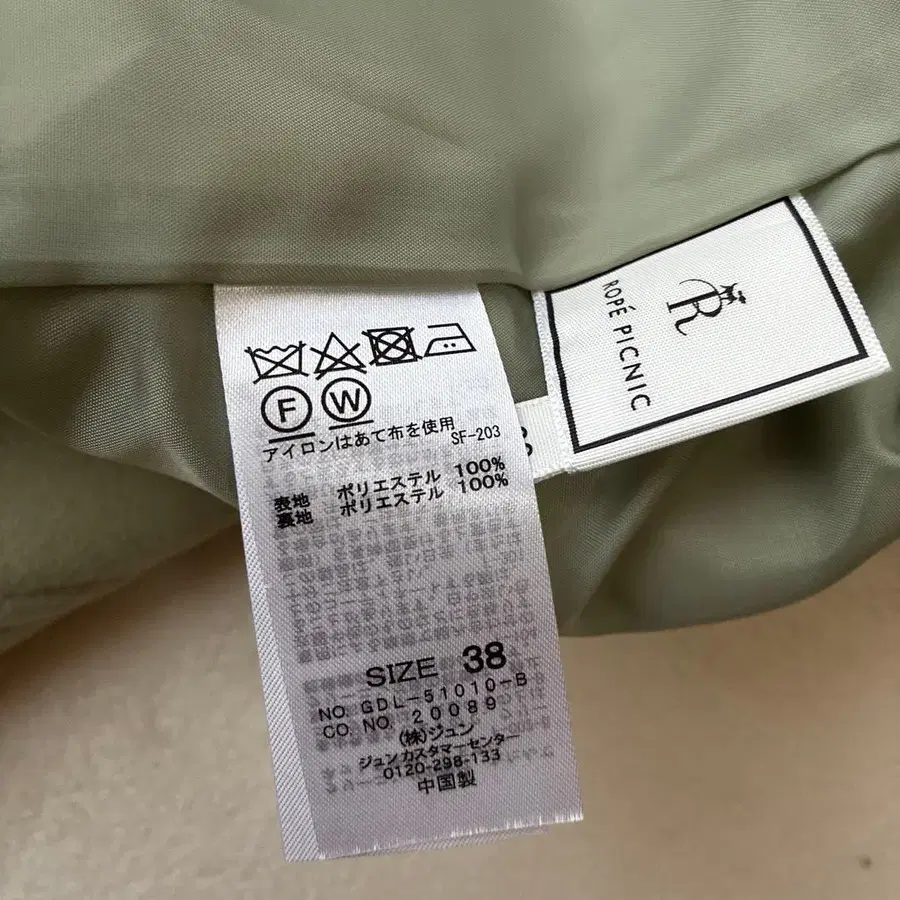 F W
アイロンはあて布を使用
SF-203
表地 ポリエステル 100%
裏地 ポリエステル 100%
SIZE 38
NO. GDL-51010-B
CO. NO. 20089
(株)ジュン
ジュン カスタマーセンター
0120-298-133
中国製
R
ROPÉ PICNIC